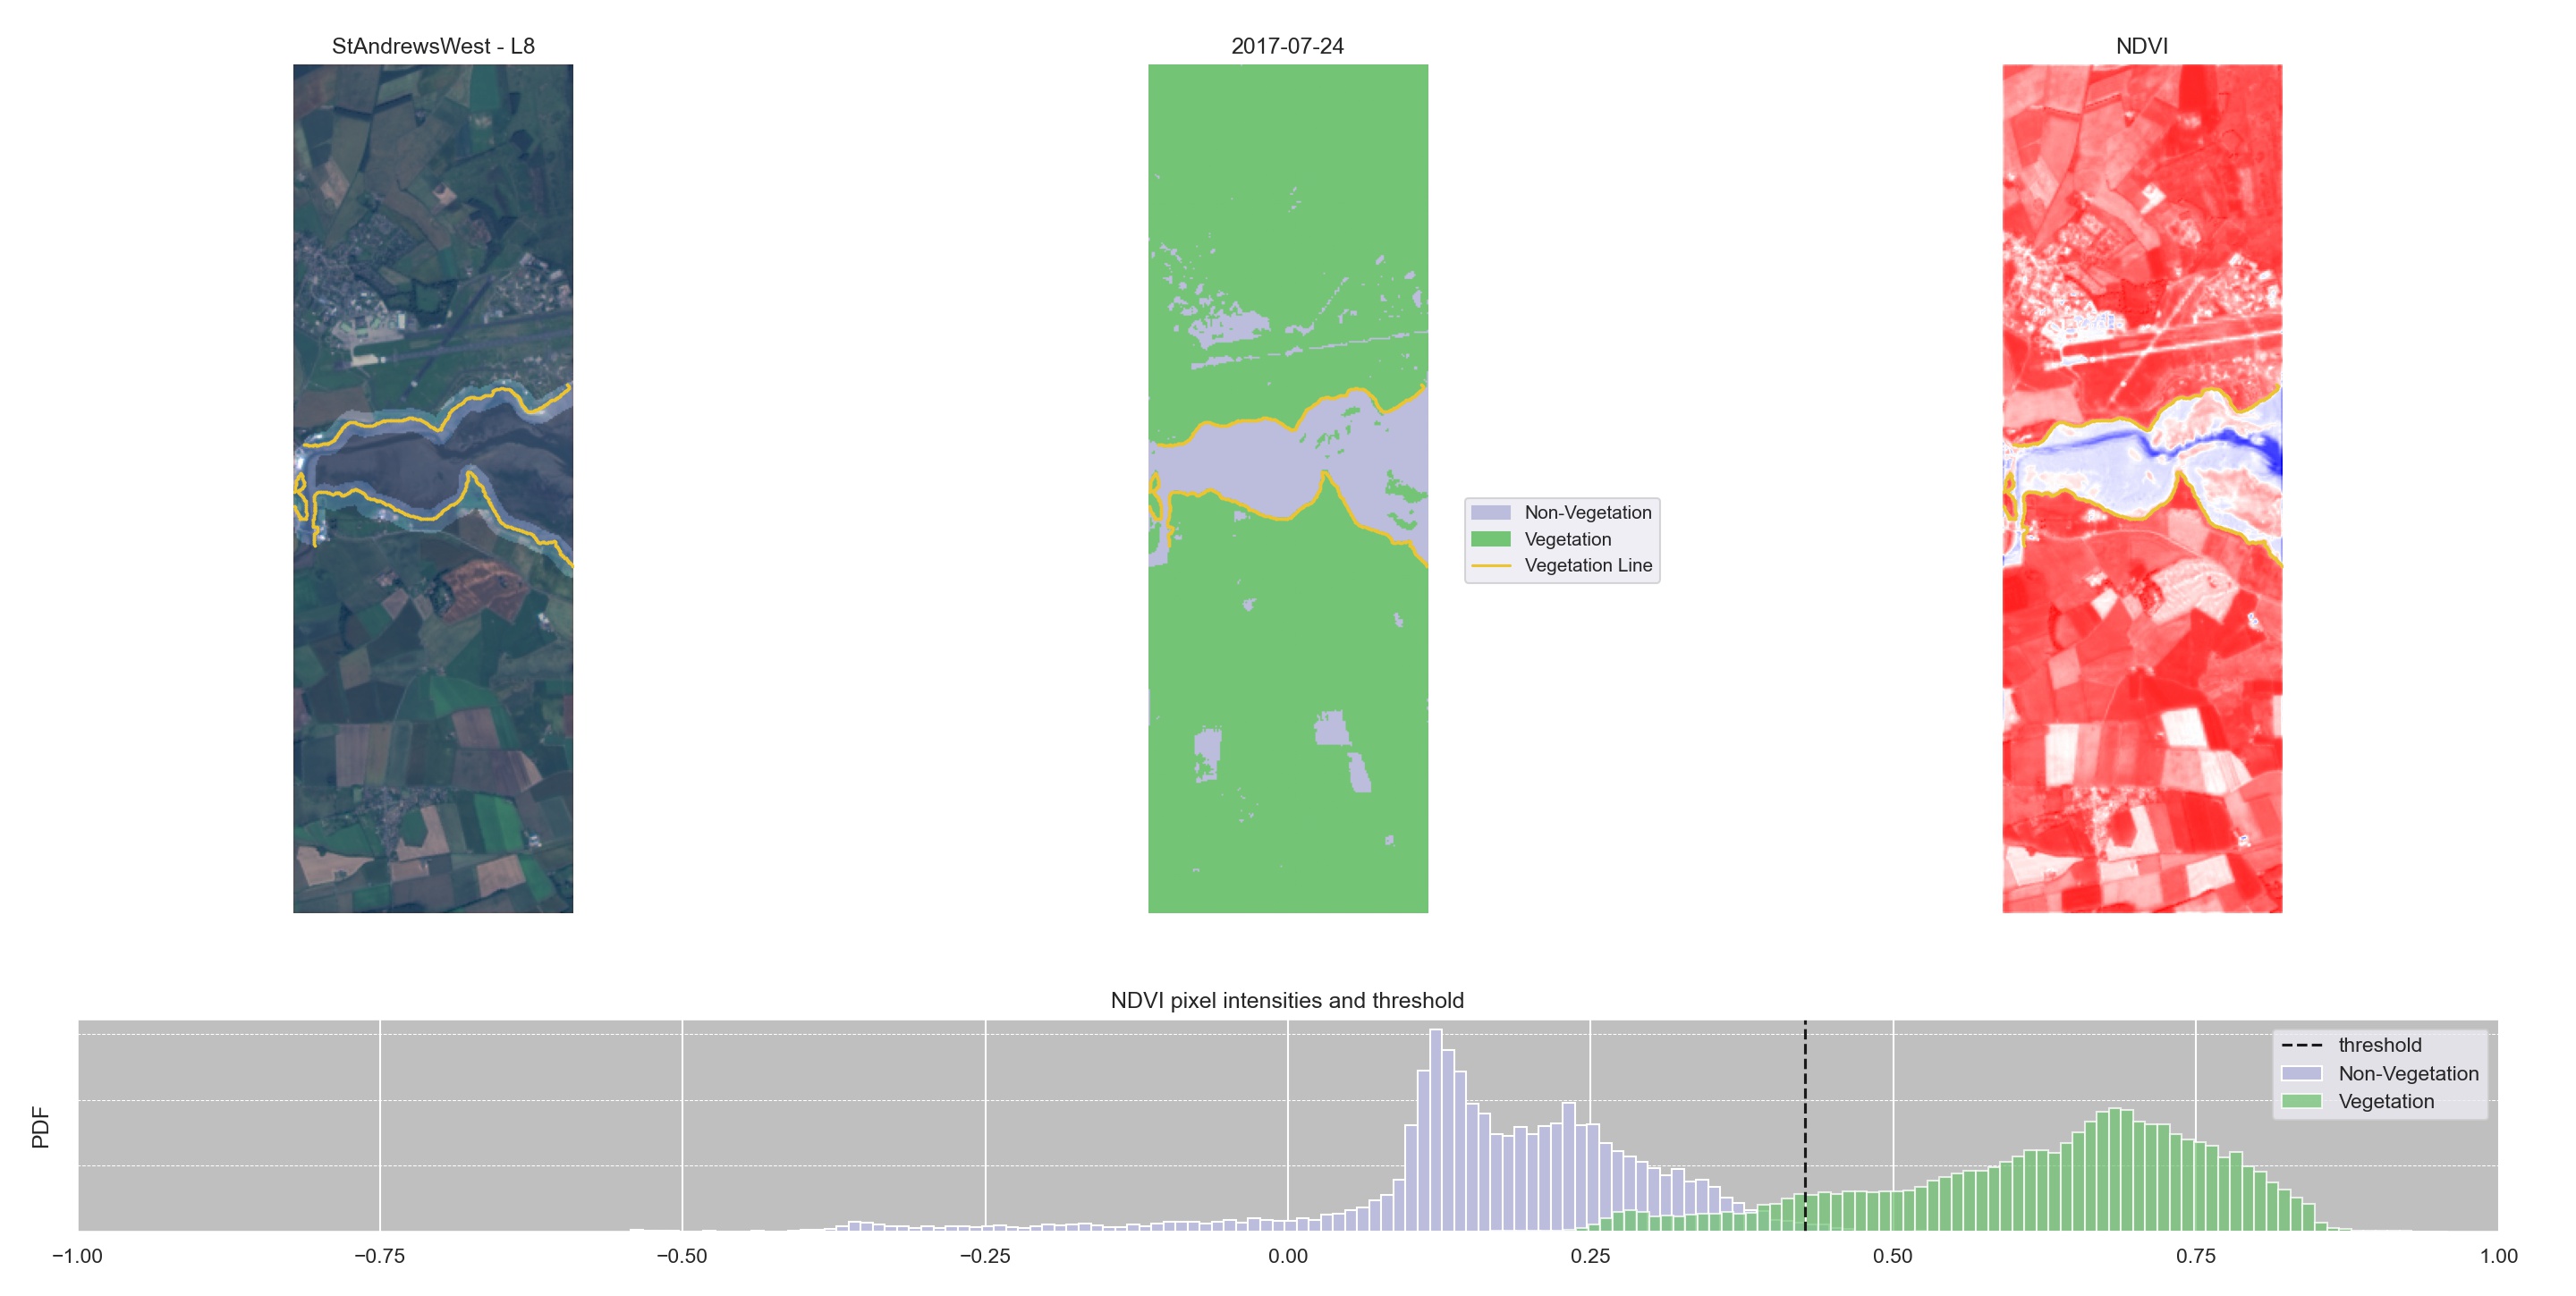 StAndrewsWest - L8
2017-07-24
NDVI
Non-Vegetation
Vegetation
Vegetation Line
NDVI pixel intensities and threshold
PDF
threshold
Non-Vegetation
Vegetation
−1.00 −0.75 −0.50 −0.25 0.00 0.25 0.50 0.75 1.00